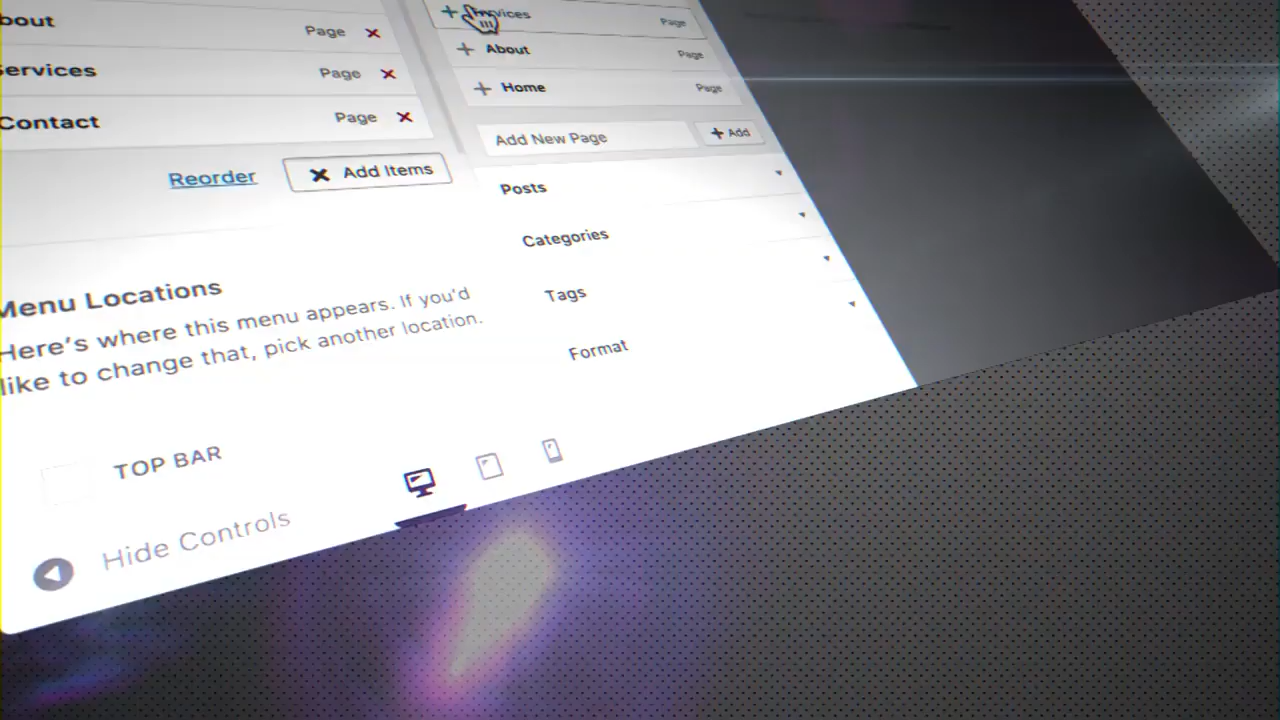 bout
Page
ervices
Page
Contact
Page
Reorder
Add Items
Menu Locations
Here's where this menu appears. If you'd
like to change that, pick another location.
TOP BAR
Hide Controls
rvices
Page
About
Page
Home
Page
Add New Page
Add
Posts
Categories
Tags
Format